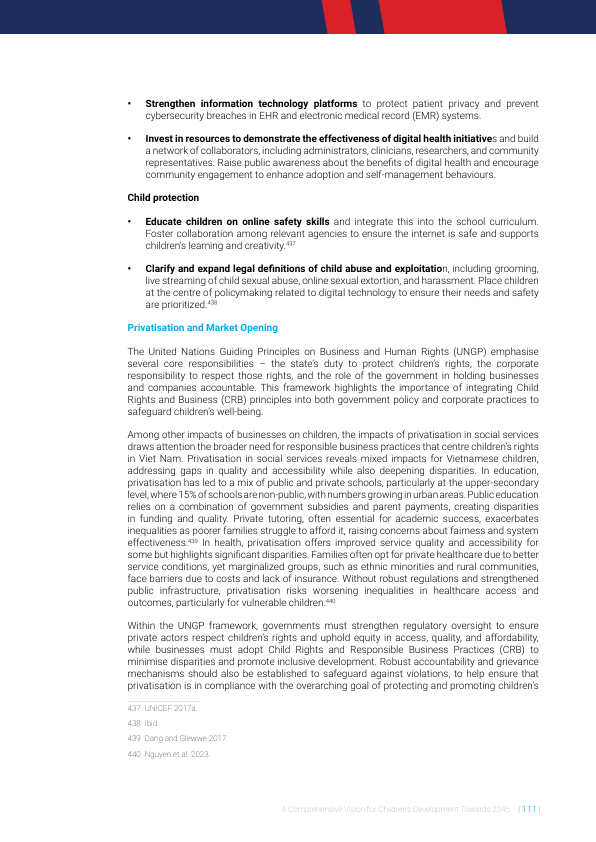 • Strengthen information technology platforms to protect patient privacy and prevent
cybersecurity breaches in EHR and electronic medical record (EMR) systems.
• Invest in resources to demonstrate the effectiveness of digital health initiatives and build
a network of collaborators, including administrators, clinicians, researchers, and community
representatives. Raise public awareness about the benefits of digital health and encourage
community engagement to enhance adoption and self-management behaviours.
Child protection
• Educate children on online safety skills and integrate this into the school curriculum.
Foster collaboration among relevant agencies to ensure the internet is safe and supports
children's learning and creativity.437
• Clarify and expand legal definitions of child abuse and exploitation, including grooming,
live streaming of child sexual abuse, online sexual extortion, and harassment. Place children
at the centre of policymaking related to digital technology to ensure their needs and safety
are prioritized.438
Privatisation and Market Opening
The United Nations Guiding Principles on Business and Human Rights (UNGP) emphasise
several core responsibilities – the state's duty to protect children's rights, the corporate
responsibility to respect those rights, and the role of the government in holding businesses
and companies accountable. This framework highlights the importance of integrating Child
Rights and Business (CRB) principles into both government policy and corporate practices to
safeguard children's well-being.
Among other impacts of businesses on children, the impacts of privatisation in social services
draws attention the broader need for responsible business practices that centre children's rights
in Viet Nam. Privatisation in social services reveals mixed impacts for Vietnamese children,
addressing gaps in quality and accessibility while also deepening disparities. In education,
privatisation has led to a mix of public and private schools, particularly at the upper-secondary
level, where 15% of schools are non-public, with numbers growing in urban areas. Public education
relies on a combination of government subsidies and parent payments, creating disparities
in funding and quality. Private tutoring, often essential for academic success, exacerbates
inequalities as poorer families struggle to afford it, raising concerns about fairness and system
effectiveness.439 In health, privatisation offers improved service quality and accessibility for
some but highlights significant disparities. Families often opt for private healthcare due to better
service conditions, yet marginalized groups, such as ethnic minorities and rural communities,
face barriers due to costs and lack of insurance. Without robust regulations and strengthened
public infrastructure, privatisation risks worsening inequalities in healthcare access and
outcomes, particularly for vulnerable children.440
Within the UNGP framework, governments must strengthen regulatory oversight to ensure
private actors respect children's rights and uphold equity in access, quality, and affordability,
while businesses must adopt Child Rights and Responsible Business Practices (CRB) to
minimise disparities and promote inclusive development. Robust accountability and grievance
mechanisms should also be established to safeguard against violations, to help ensure that
privatisation is in compliance with the overarching goal of protecting and promoting children's
437 UNICEF 2017a.
438 Ibid.
439 Dang and Glewwe 2017.
440 Nguyen et al. 2023.
A Comprehensive Vision for Children's Development Towards 2045 | 111 |